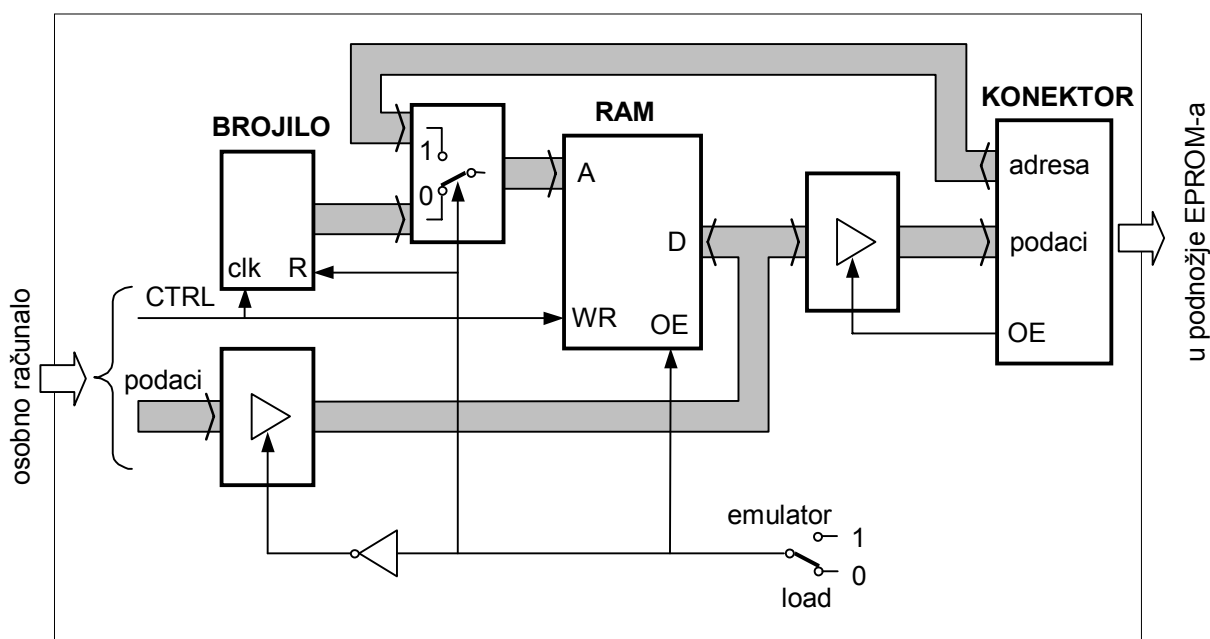 BROJILO
RAM
KONEKTOR
1
0
A
D
adresa
podaci
clk
R
CTRL
WR
OE
OE
podaci
osobno računalo
u podnožje EPROM-a
emulator
1
0
load